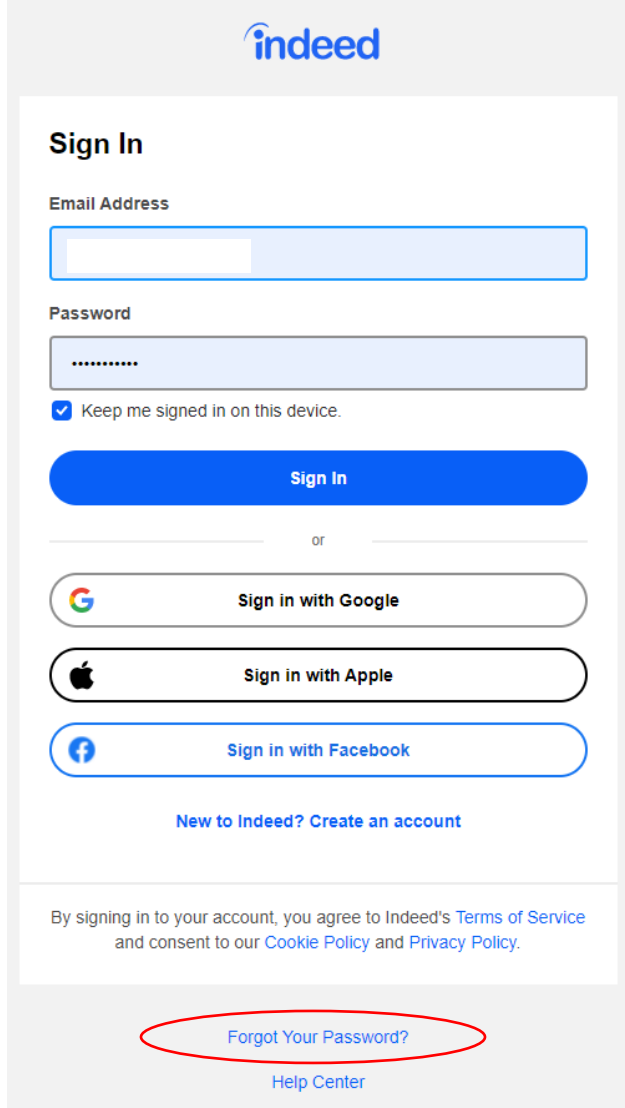 indeed
Sign In
Email Address
Password
•••••••••••
Keep me signed in on this device.
Sign In
or
Sign in with Google
Sign in with Apple
Sign in with Facebook
New to Indeed? Create an account
By signing in to your account, you agree to Indeed's Terms of Service
and consent to our Cookie Policy and Privacy Policy.
Forgot Your Password?
Help Center